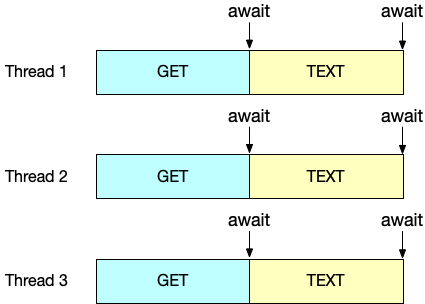 await await
Thread 1 GET TEXT
await await
Thread 2 GET TEXT
await await
Thread 3 GET TEXT